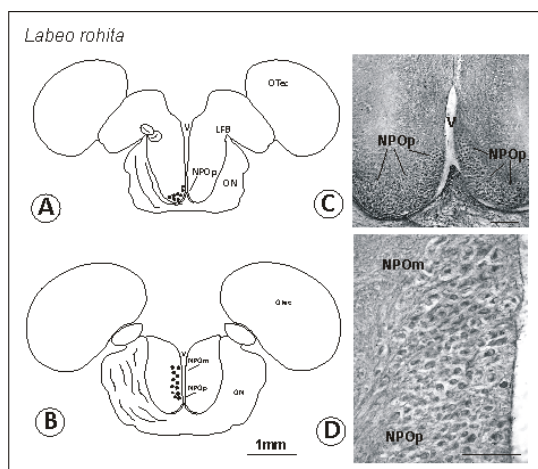 Labeo rohita
OTec
V
LFB
NPOp
ON
A
V
NPOp
NPOp
C
Otec
V
NPOm
NPOp
ON
B
1mm
NPOm
NPOp
D